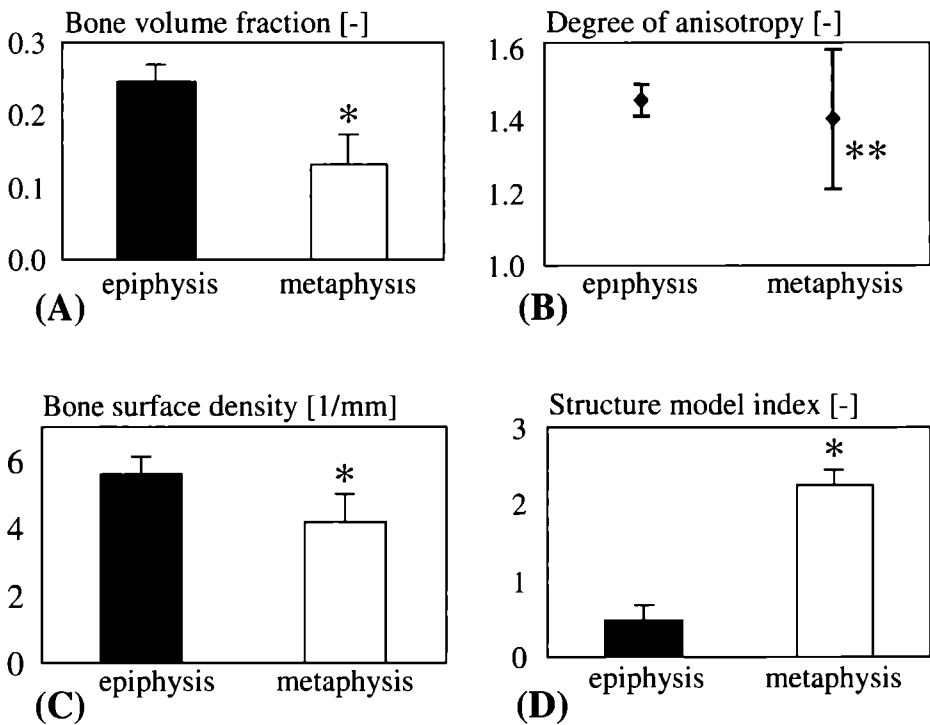 Bone volume fraction [-]
0.3
0.2
0.1
0.0
*
epiphysis metaphysis
(A)
Degree of anisotropy [-]
1.6
1.4
1.2
1.0
**
epiphysis metaphysis
(B)
Bone surface density [1/mm]
6
4
2
0
*
epiphysis metaphysis
(C)
Structure model index [-]
3
2
1
0
*
epiphysis metaphysis
(D)